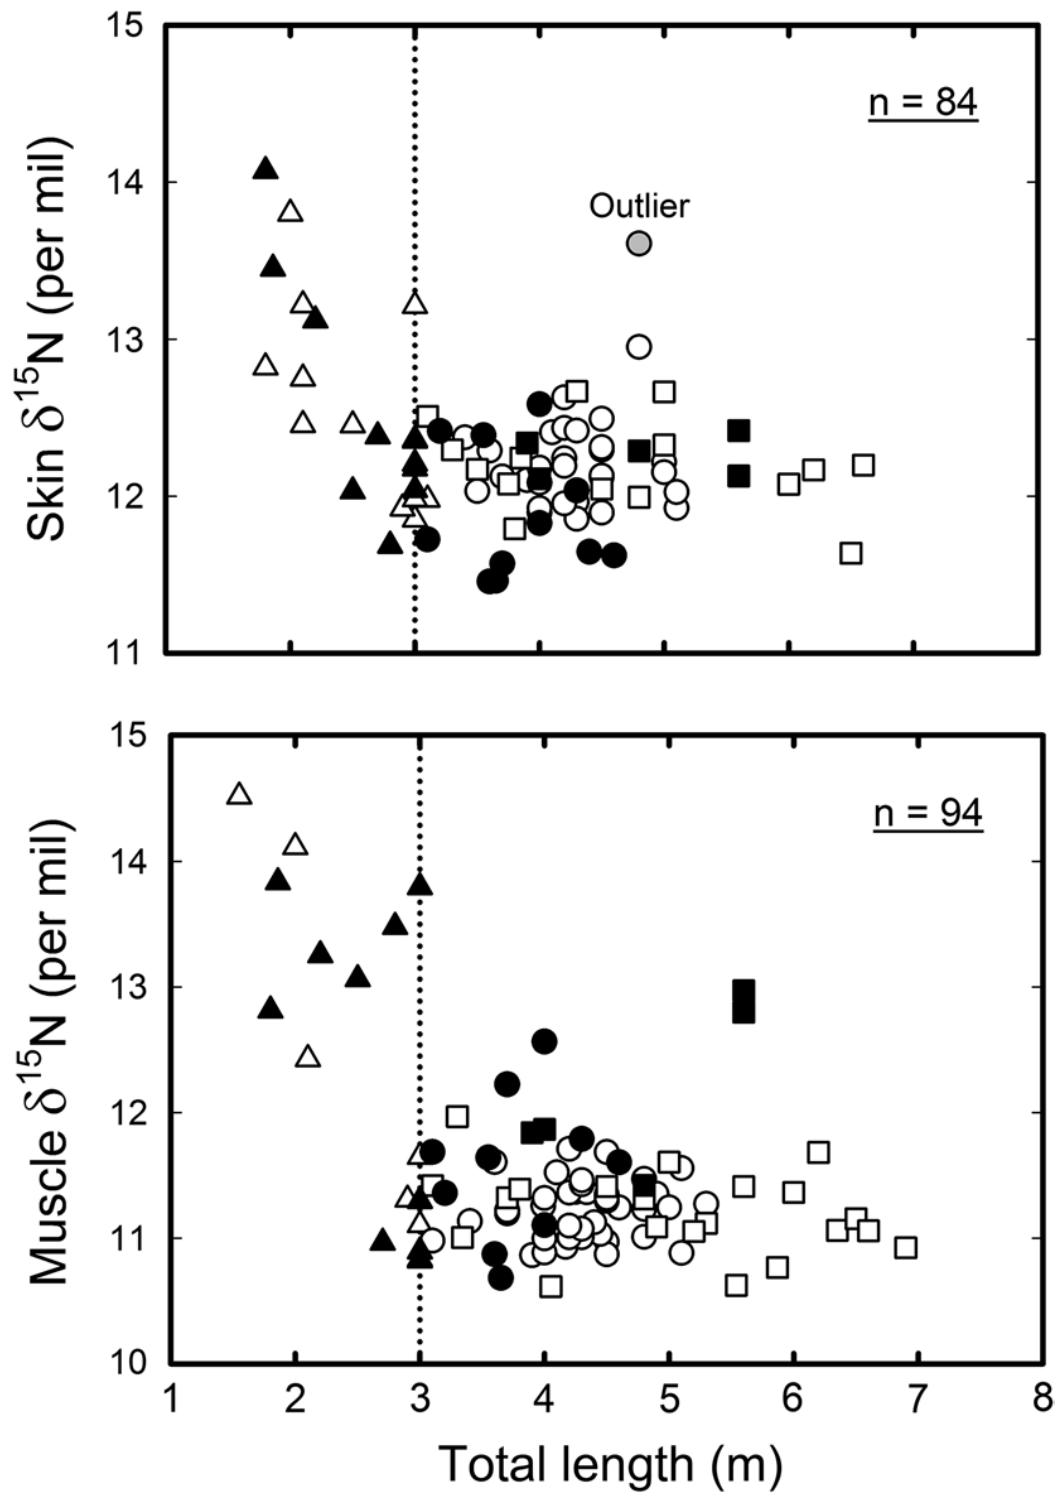 15
n = 84
14
Outlier
13
12
11
Skin δ¹⁵N (per mil)
15
n = 94
14
13
12
11
10
Muscle δ¹⁵N (per mil)
1 2 3 4 5 6 7 8
Total length (m)